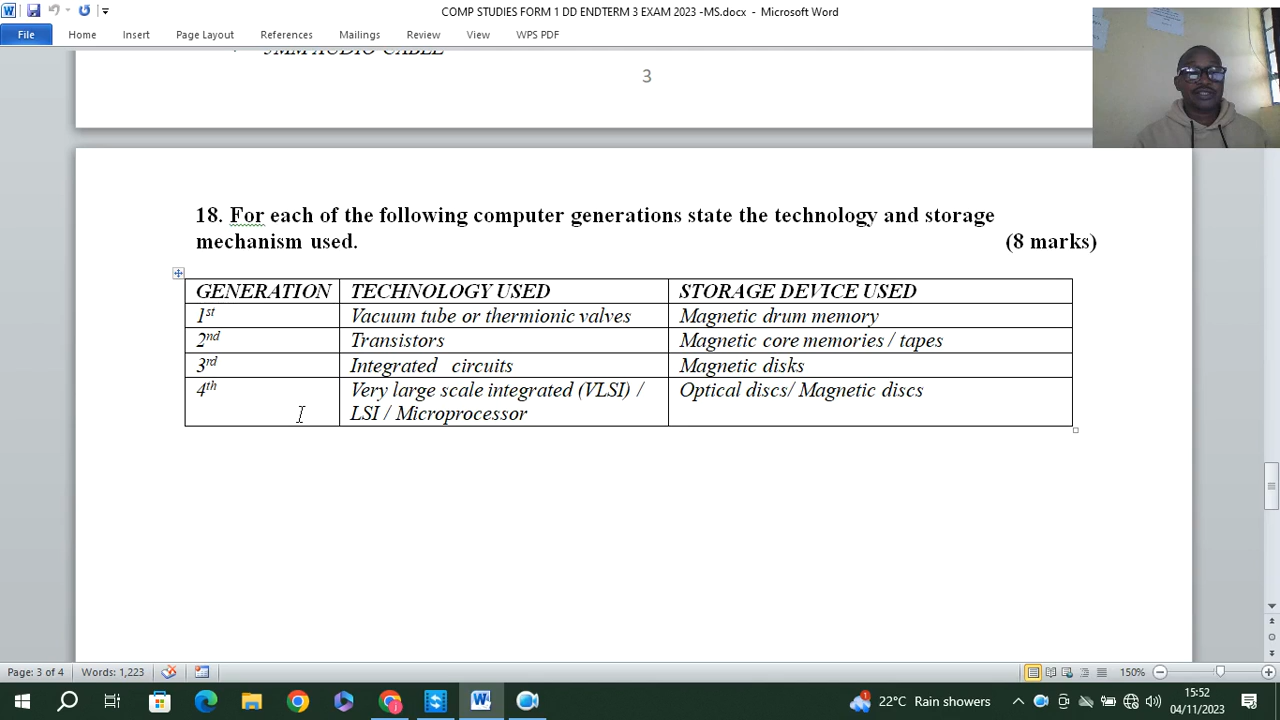 COMP STUDIES FORM 1 DD ENDTERM 3 EXAM 2023 -MS.docx - Microsoft Word
File Home Insert Page Layout References Mailings Review View WPS PDF
5MM AUDIO CABLE
3
18. For each of the following computer generations state the technology and storage
mechanism used. (8 marks)
GENERATION TECHNOLOGY USED STORAGE DEVICE USED
1st Vacuum tube or thermionic valves Magnetic drum memory
2nd Transistors Magnetic core memories / tapes
3rd Integrated circuits Magnetic disks
4th Very large scale integrated (VLSI) / Optical discs/ Magnetic discs
LSI / Microprocessor
Page: 3 of 4 Words: 1,223 150%
22°C Rain showers 15:52
04/11/2023